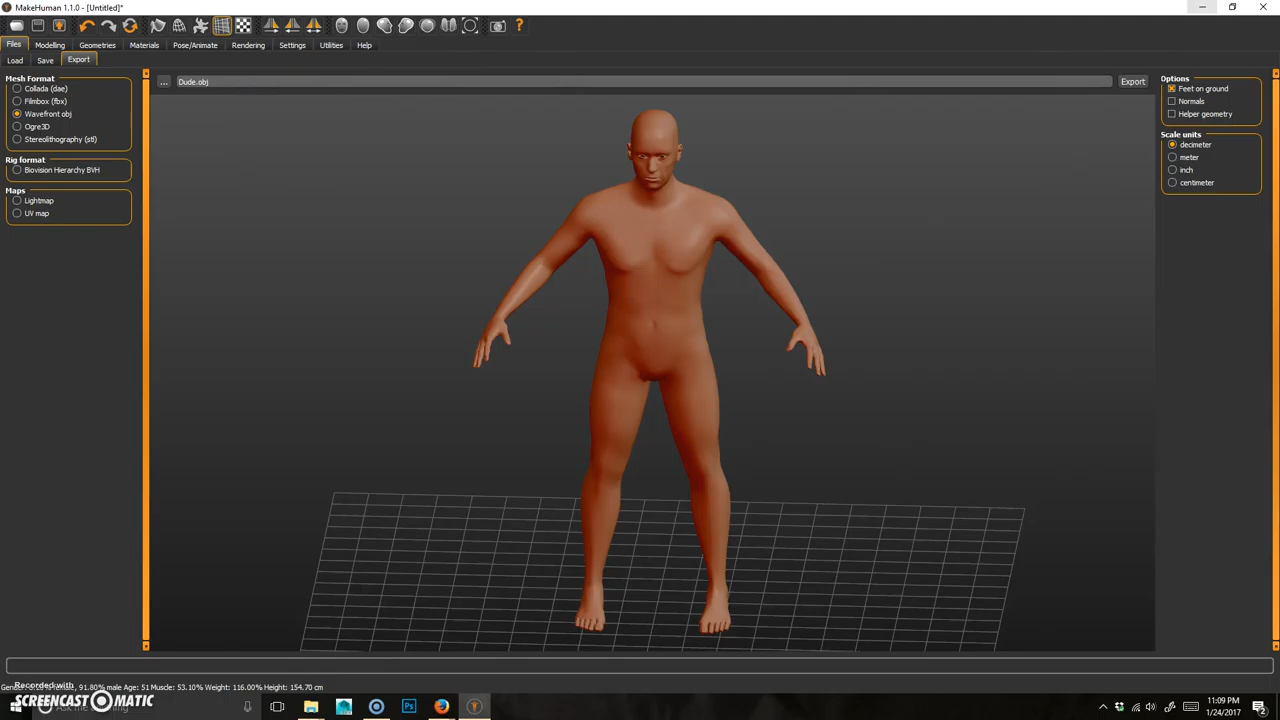 MakeHuman 1.1.0 - [Untitled]*
Files
Modelling
Geometries
Materials
Pose/Animate
Rendering
Settings
Utilities
Help
Load
Save
Export
Mesh Format
Collada (dae)
Filmbox (fbx)
Wavefront obj
Ogre3D
Stereolithography (stl)
Rig format
Biovision Hierarchy BVH
Maps
Lightmap
UV map
... Dude.obj Export
Options
Feet on ground
Normals
Helper geometry
Scale units
decimeter
meter
inch
centimeter
Recorded with
male Age: 51 Muscle: 53.10% Weight: 116.00% Height: 154.70 cm
SCREENCAST MATIC
11:09 PM
1/24/2017